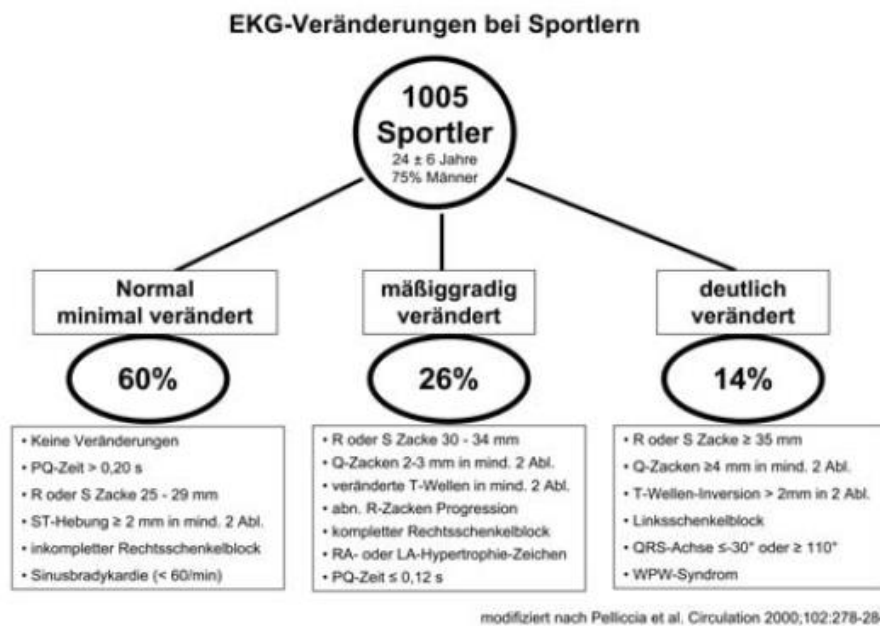 EKG-Veränderungen bei Sportlern
1005
Sportler
24 ± 6 Jahre
75% Männer
Normal
minimal verändert
60%
• Keine Veränderungen
• PQ-Zeit > 0,20 s
• R oder S Zacke 25 - 29 mm
• ST-Hebung ≥ 2 mm in mind. 2 Abl.
• inkompletter Rechtsschenkelblock
• Sinusbradykardie (< 60/min)
mäßiggradig
verändert
26%
• R oder S Zacke 30 - 34 mm
• Q-Zacken 2-3 mm in mind. 2 Abl.
• veränderte T-Wellen in mind. 2 Abl.
• abn. R-Zacken Progression
• kompletter Rechtsschenkelblock
• RA- oder LA-Hypertrophie-Zeichen
• PQ-Zeit ≤ 0,12 s
deutlich
verändert
14%
• R oder S Zacke ≥ 35 mm
• Q-Zacken ≥4 mm in mind. 2 Abl.
• T-Wellen-Inversion > 2mm in 2 Abl.
• Linksschenkelblock
• QRS-Achse ≤-30° oder ≥ 110°
• WPW-Syndrom
modifiziert nach Pelliccia et al. Circulation 2000;102:278-28